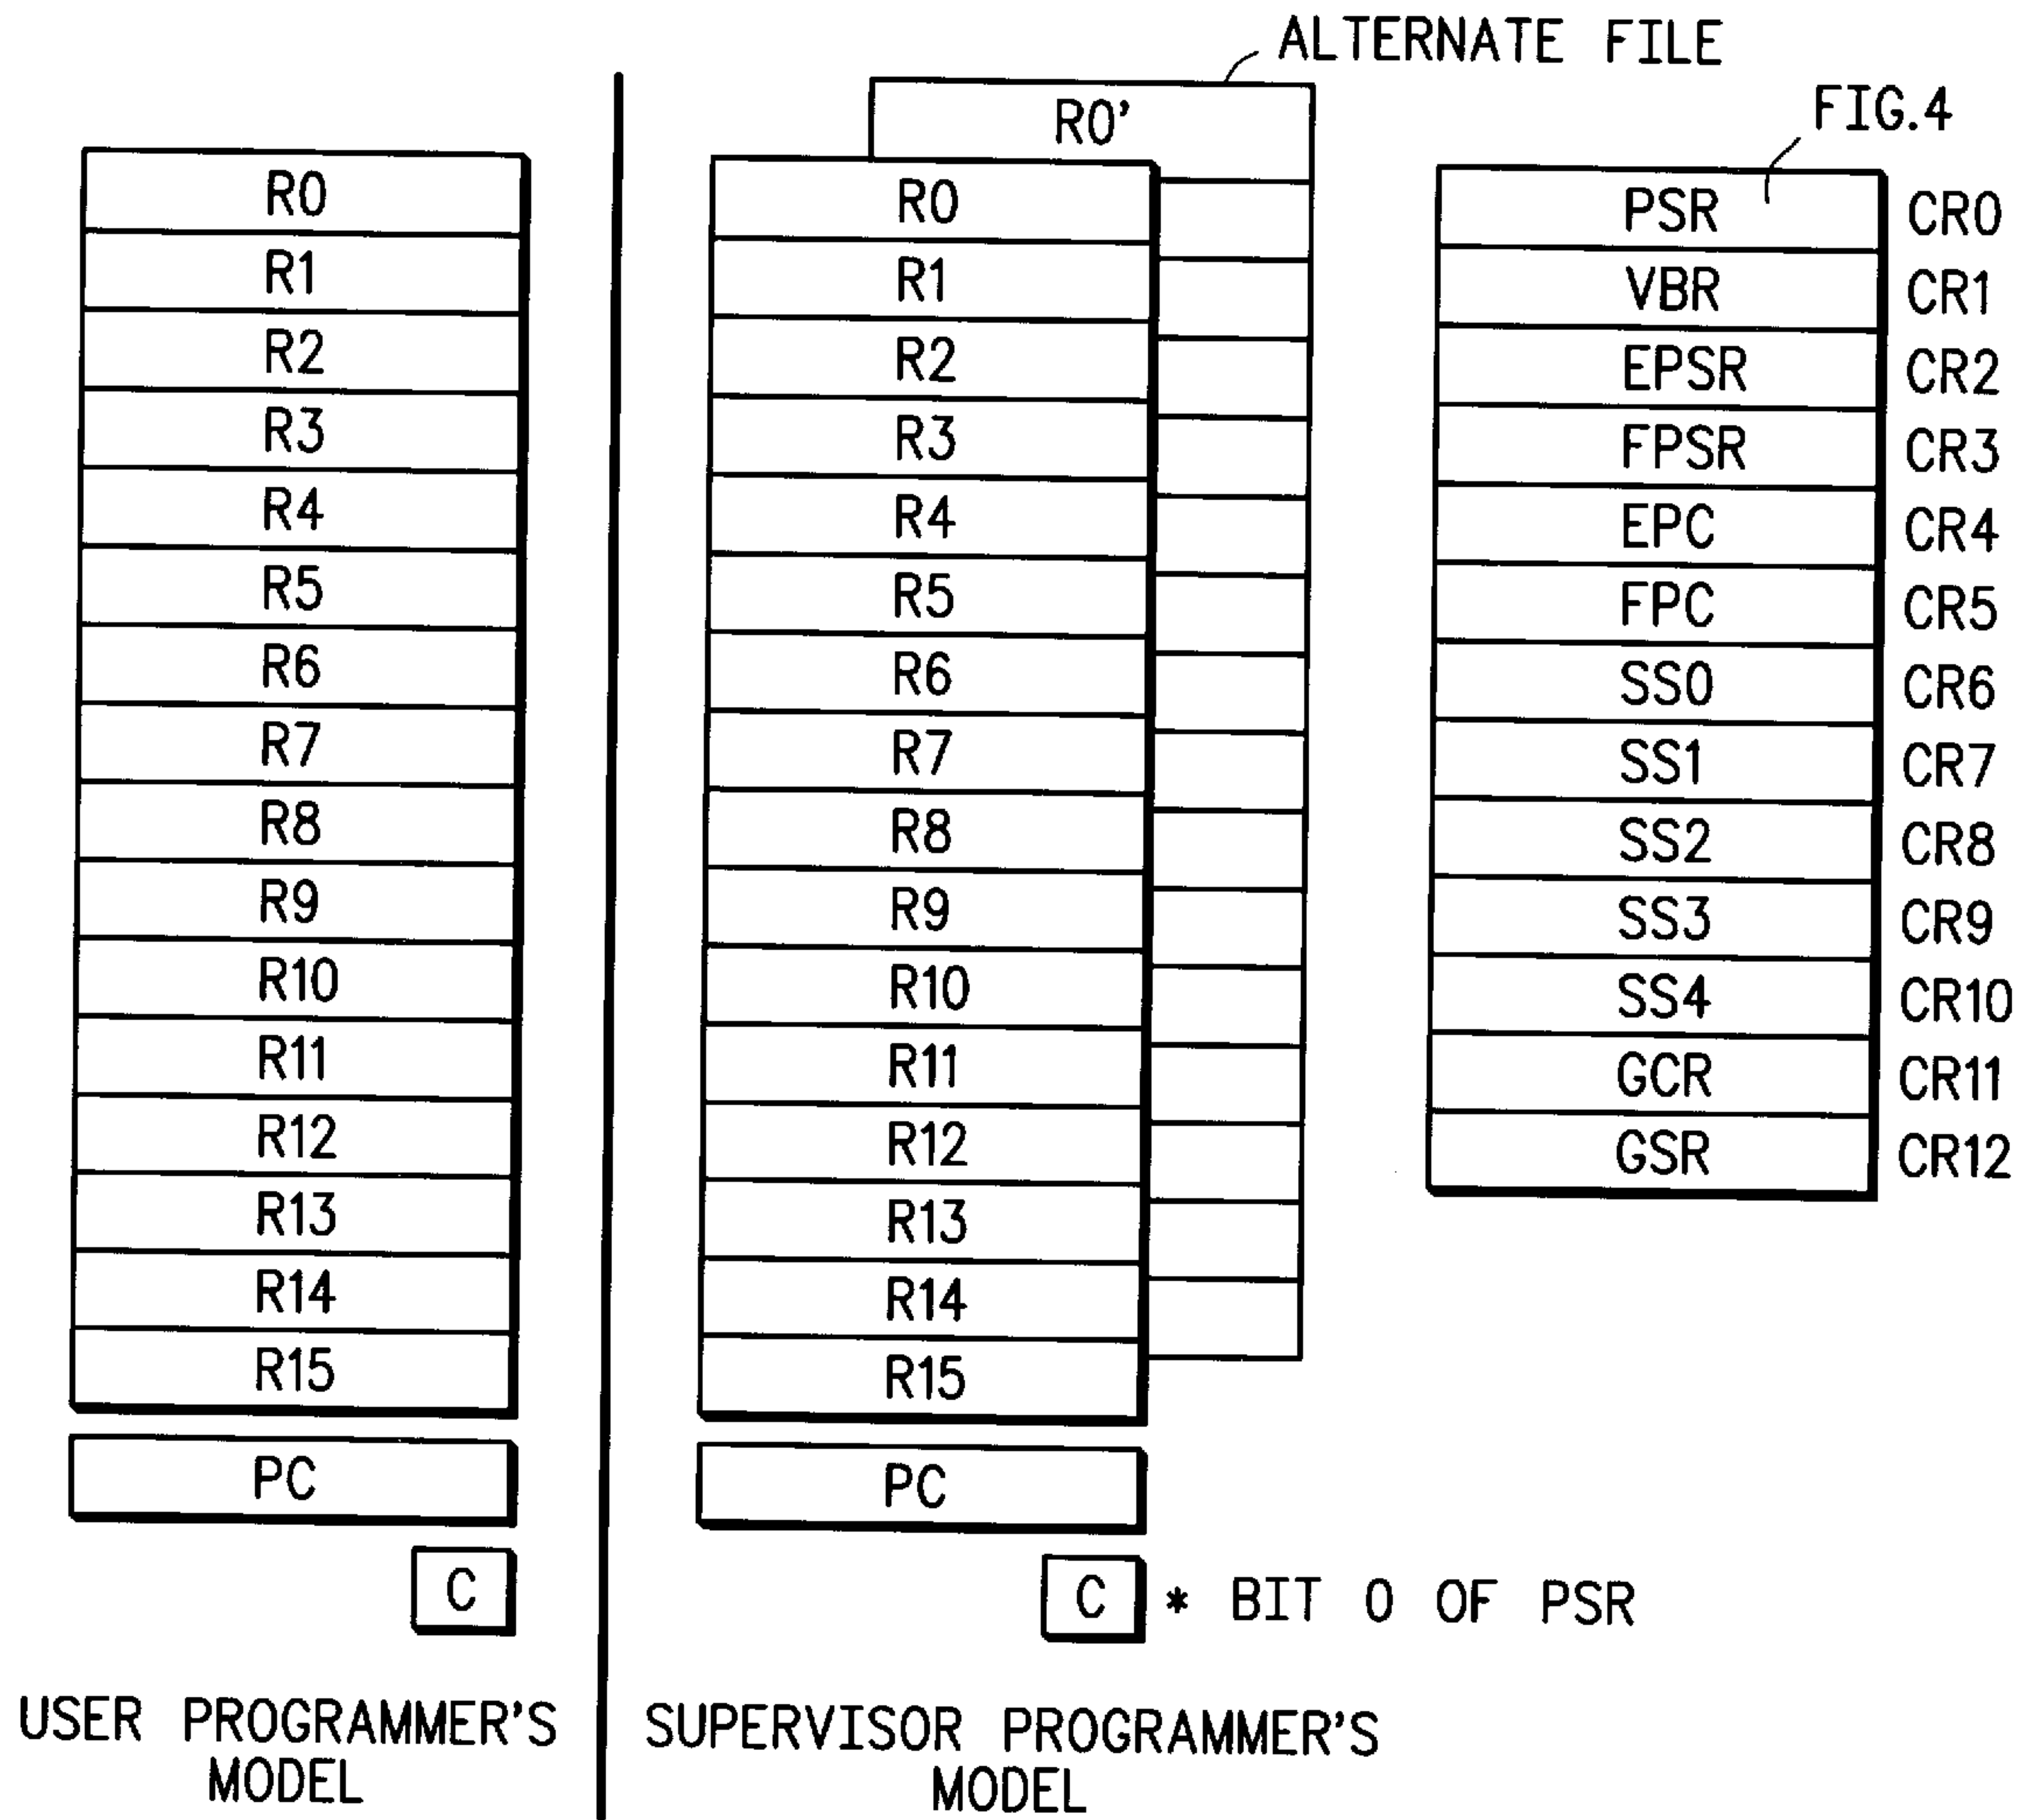 ALTERNATE FILE
FIG.4
R0'
R0
R1
R2
R3
R4
R5
R6
R7
R8
R9
R10
R11
R12
R13
R14
R15
PC
C
USER PROGRAMMER'S
MODEL
R0
R1
R2
R3
R4
R5
R6
R7
R8
R9
R10
R11
R12
R13
R14
R15
PC
C * BIT 0 OF PSR
SUPERVISOR PROGRAMMER'S
MODEL
PSR CR0
VBR CR1
EPSR CR2
FPSR CR3
EPC CR4
FPC CR5
SS0 CR6
SS1 CR7
SS2 CR8
SS3 CR9
SS4 CR10
GCR CR11
GSR CR12